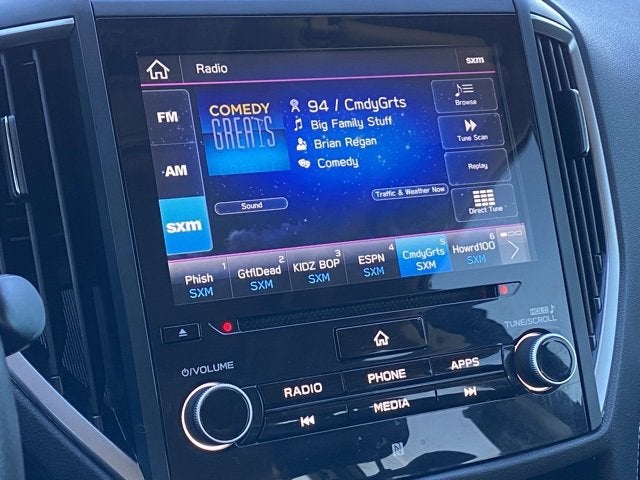 Radio
sxm
FM
AM
sxm
COMEDY
GREATS
94 / CmdyGrts
Big Family Stuff
Brian Regan
Comedy
Sound
Traffic & Weather Now
Browse
Tune Scan
Replay
Direct Tune
1
Phish
SXM
2
GtflDead
SXM
3
KIDZ BOP
SXM
4
ESPN
SXM
5
CmdyGrts
SXM
6
Howrd100
SXM
HOLD
TUNE/SCROLL
/VOLUME
RADIO
PHONE
APPS
MEDIA